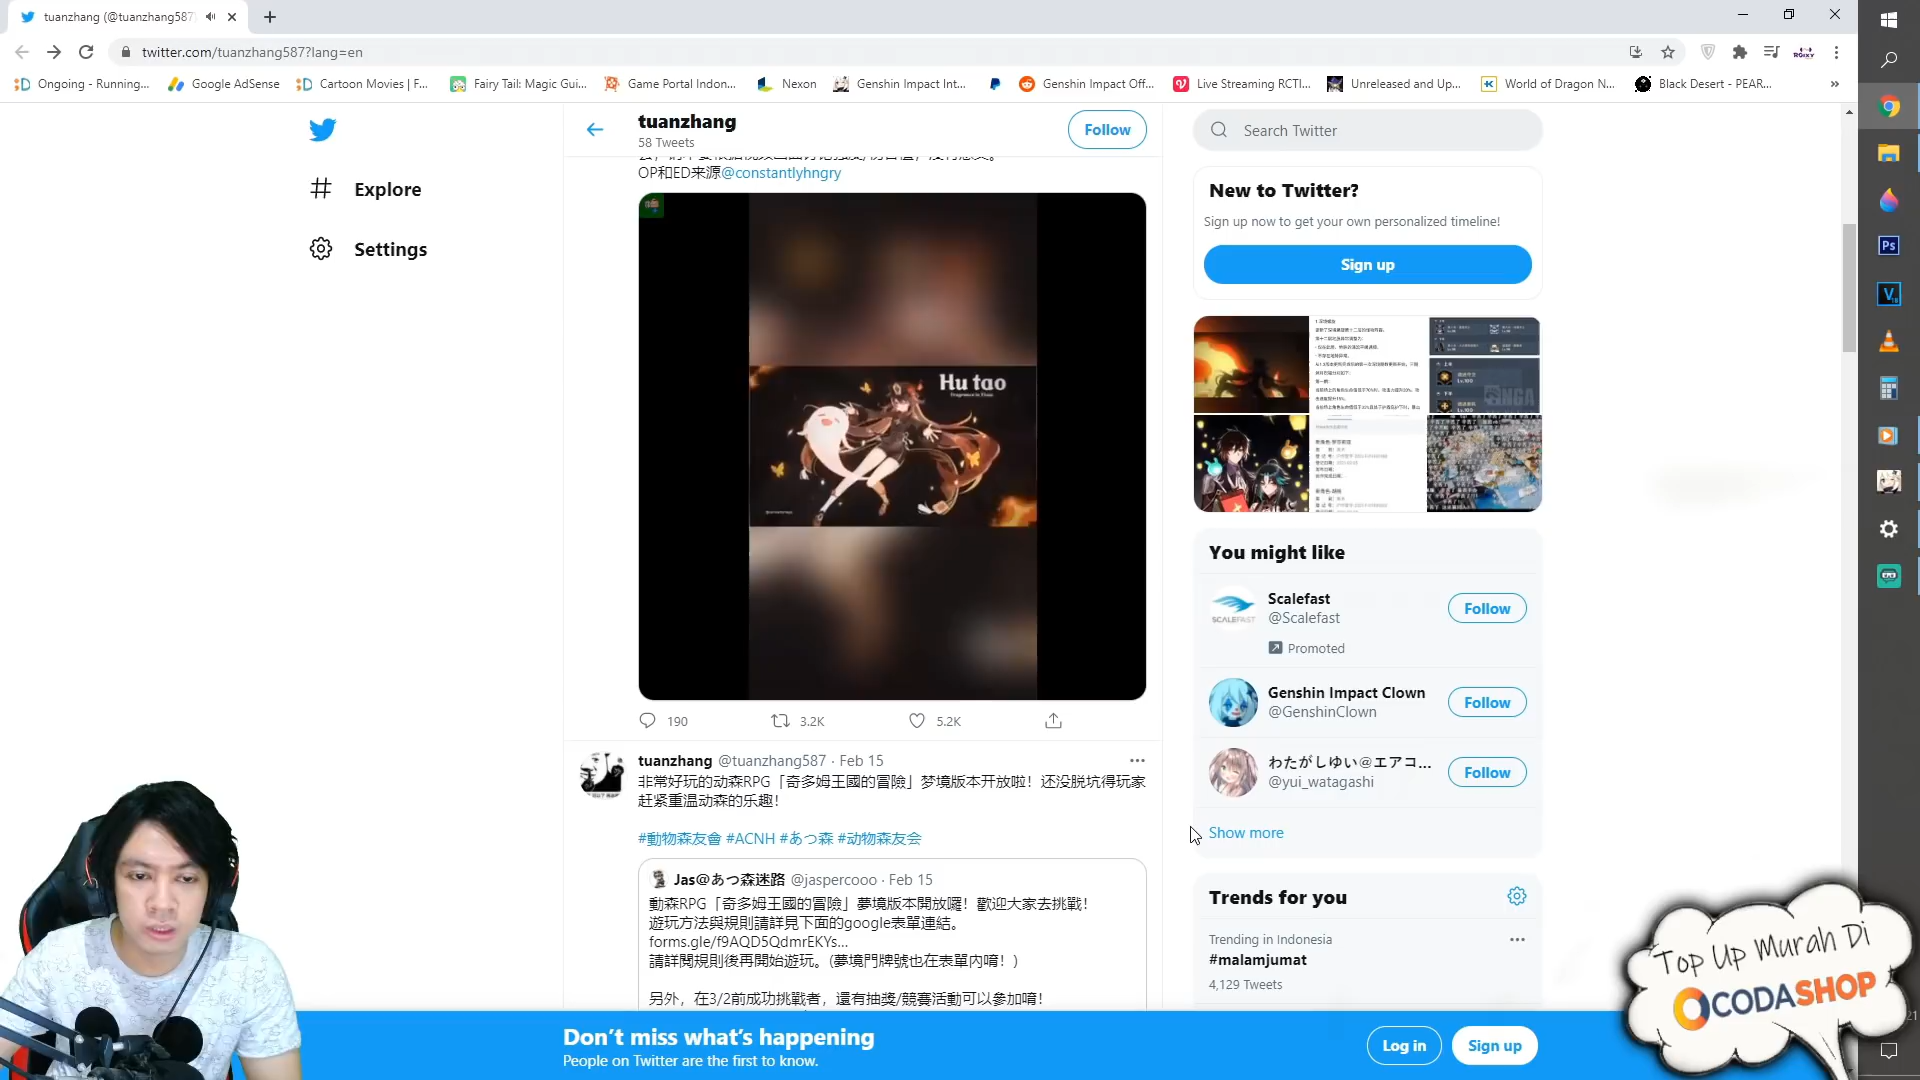 tuanzhang (@tuanzhang587)
twitter.com/tuanzhang587?lang=en
Ongoing - Running...
Google AdSense
Cartoon Movies | F...
Fairy Tail: Magic Gui...
Game Portal Indon...
Nexon
Genshin Impact Int...
Genshin Impact Off...
Live Streaming RCTI...
Unreleased and Up...
World of Dragon N...
Black Desert - PEAR...
»
Explore
Settings
tuanzhang
58 Tweets
Follow
OP和ED来源@constantlyhngry
Hu tao
190
3.2K
5.2K
tuanzhang @tuanzhang587 · Feb 15
非常好玩的动森RPG「奇多姆王國的冒險」梦境版本开放啦！还没脱坑得玩家
赶紧重温动森的乐趣！
#動物森友會 #ACNH #あつ森 #动物森友会
Jas@あつ森迷路 @jaspercooo · Feb 15
動森RPG「奇多姆王國的冒險」夢境版本開放囉！歡迎大家去挑戰！
遊玩方法與規則請詳見下面的google表單連結。
forms.gle/f9AQD5QdmrEKYs...
請詳閱規則後再開始遊玩。(夢境門牌號也在表單內唷！)
另外，在3/2前成功挑戰者，還有抽獎/競賽活動可以參加唷！
Search Twitter
New to Twitter?
Sign up now to get your own personalized timeline!
Sign up
NGA
You might like
Scalefast
@Scalefast
Promoted
Follow
SCALEFAST
Genshin Impact Clown
@GenshinClown
Follow
わたがしゆい@エアコ...
@yui_watagashi
Follow
Show more
Trends for you
Trending in Indonesia
#malamjumat
4,129 Tweets
Don't miss what's happening
People on Twitter are the first to know.
Log in
Sign up
Top Up Murah Di
CODASHOP
Ps